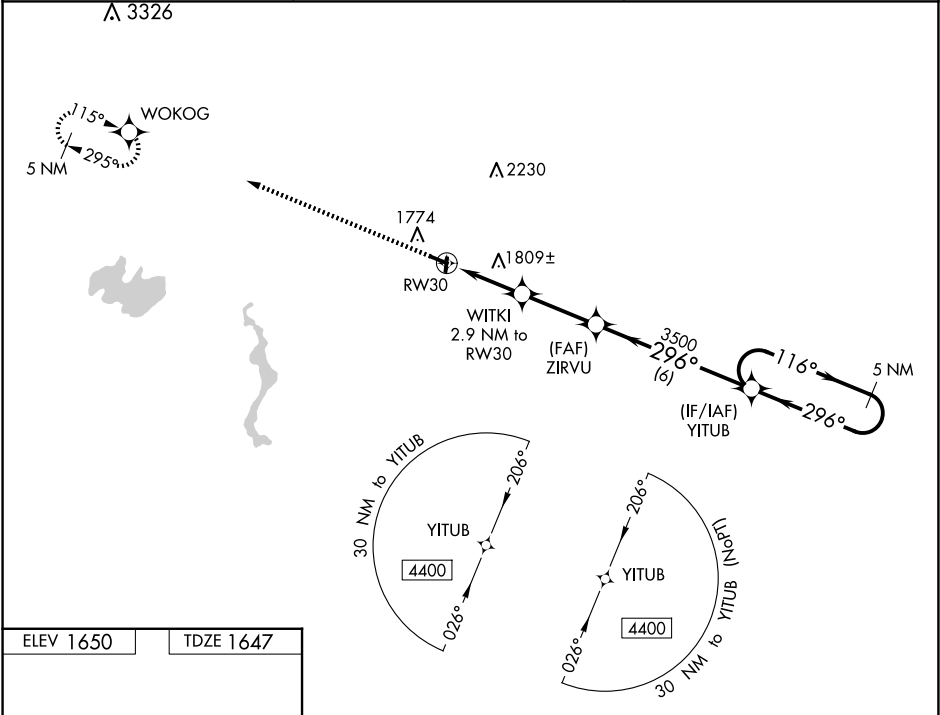 3326
WOKOG
115°
295°
5 NM
2230
1774
1809±
RW30
WITKI
2.9 NM to
RW30
(FAF)
ZIRVU
3500
296°
(6)
116°
5 NM
296°
(IF/IAF)
YITUB
30 NM to YITUB
206°
YITUB
4400
026°
206°
YITUB
4400
026°
30 NM to YITUB (NoPT)
ELEV 1650
TDZE 1647